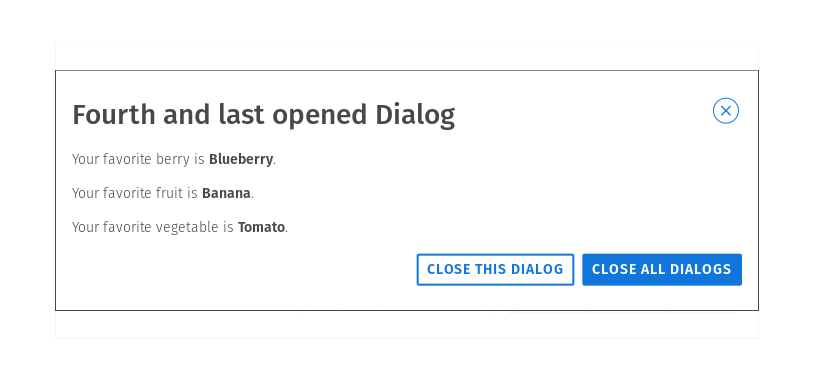 Fourth and last opened Dialog
Your favorite berry is Blueberry.
Your favorite fruit is Banana.
Your favorite vegetable is Tomato.
CLOSE THIS DIALOG CLOSE ALL DIALOGS